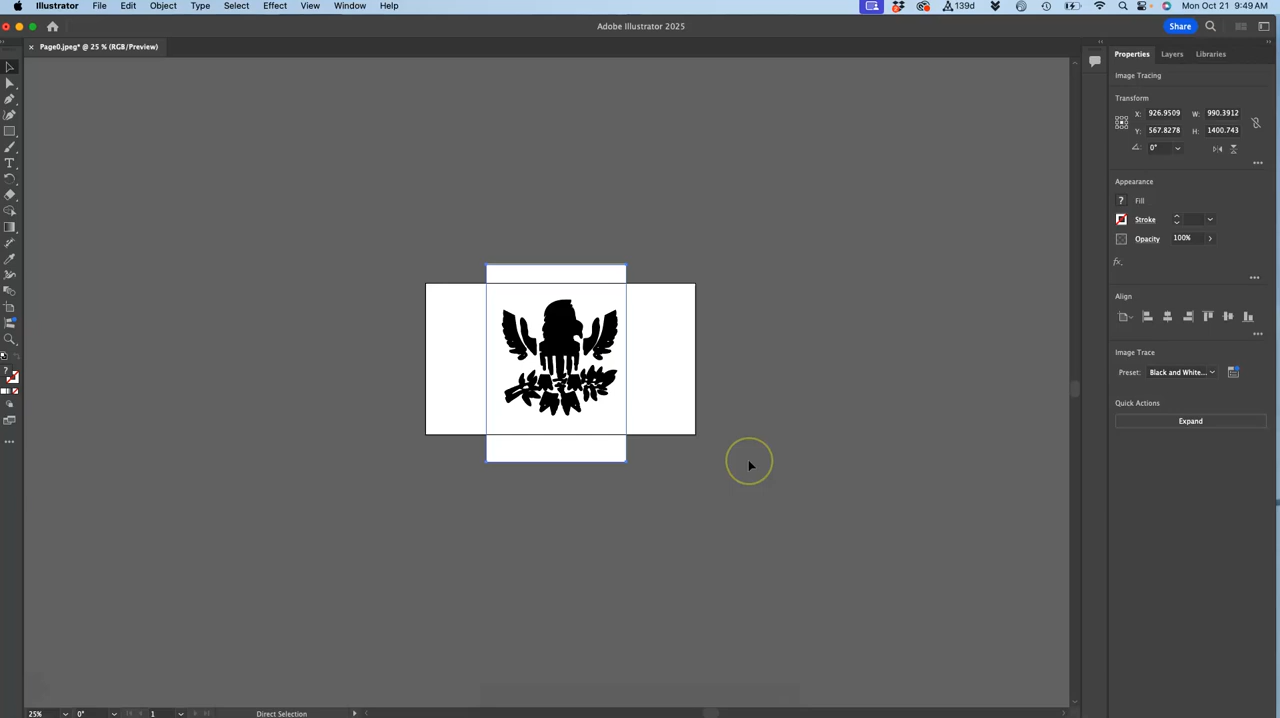 Illustrator File Edit Object Type Select Effect View Window Help 139d Mon Oct 21 9:49 AM
Adobe Illustrator 2025
Share
× Page0.jpeg* @ 25 % (RGB/Preview)
Properties Layers Libraries
Image Tracing
Transform
X: 926.9509 W: 990.3912
Y: 567.8278 H: 1400.743
0°
Appearance
? Fill
Stroke
Opacity 100%
fx.
Align
Image Trace
Preset: Black and White...
Quick Actions
Expand
25% 0° 1 Direct Selection